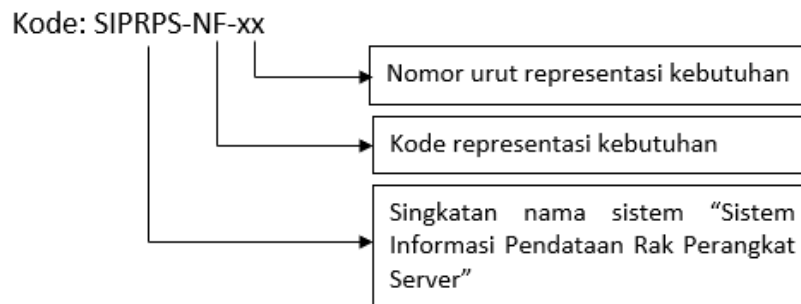 Kode: SIPRPS-NF-xx
Nomor urut representasi kebutuhan
Kode representasi kebutuhan
Singkatan nama sistem “Sistem
Informasi Pendataan Rak Perangkat
Server”